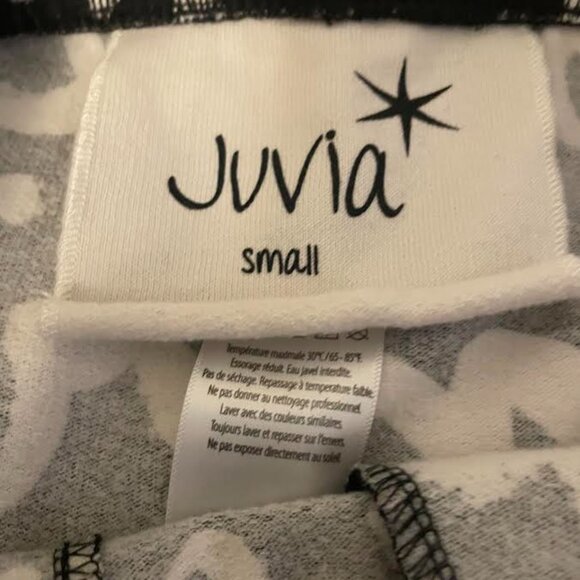 Juvia
small
Température maximale 30°C / 65 - 85°F.
Essorage réduit. Eau javel interdite.
Pas de séchage. Repassage à température faible.
Ne pas donner au nettoyage professionnel.
Laver avec des couleurs similaires.
Toujours laver et repasser sur l'envers.
Ne pas exposer directement au soleil.